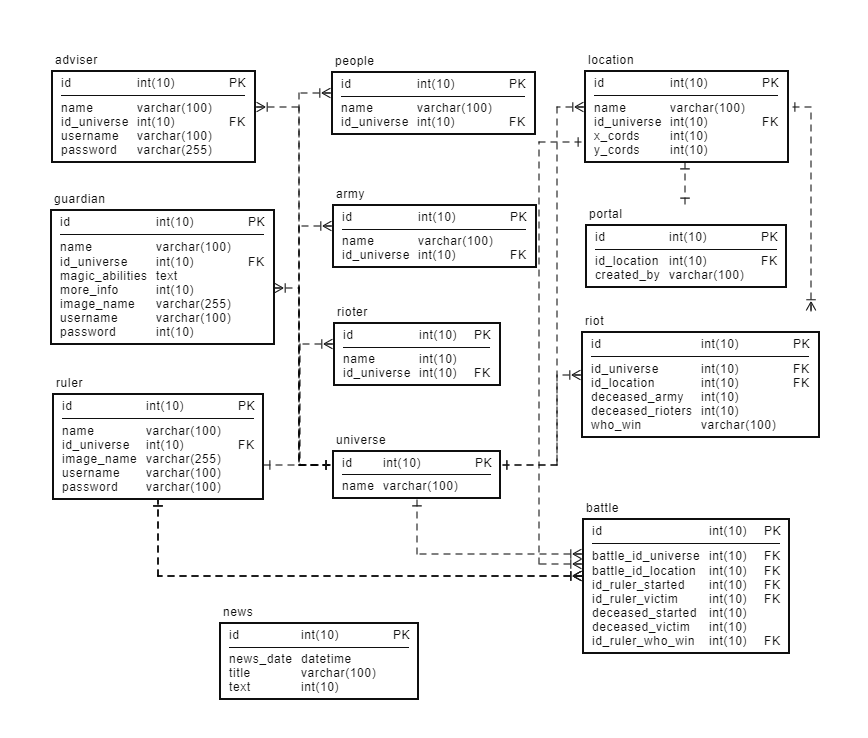 adviser
id int(10) PK
name varchar(100)
id_universe int(10) FK
username varchar(100)
password varchar(255)
guardian
id int(10) PK
name varchar(100)
id_universe int(10) FK
magic_abilities text
more_info int(10)
image_name varchar(255)
username varchar(100)
password int(10)
ruler
id int(10) PK
name varchar(100)
id_universe int(10) FK
image_name varchar(255)
username varchar(100)
password varchar(100)
people
id int(10) PK
name varchar(100)
id_universe int(10) FK
army
id int(10) PK
name varchar(100)
id_universe int(10) FK
rioter
id int(10) PK
name int(10)
id_universe int(10) FK
universe
id int(10) PK
name varchar(100)
location
id int(10) PK
name varchar(100)
id_universe int(10) FK
x_cords int(10)
y_cords int(10)
portal
id int(10) PK
id_location int(10) FK
created_by varchar(100)
riot
id int(10) PK
id_universe int(10) FK
id_location int(10) FK
deceased_army int(10)
deceased_rioters int(10)
who_win varchar(100)
battle
id int(10) PK
battle_id_universe int(10) FK
battle_id_location int(10) FK
id_ruler_started int(10) FK
id_ruler_victim int(10) FK
deceased_started int(10)
deceased_victim int(10)
id_ruler_who_win int(10) FK
news
id int(10) PK
news_date datetime
title varchar(100)
text int(10)